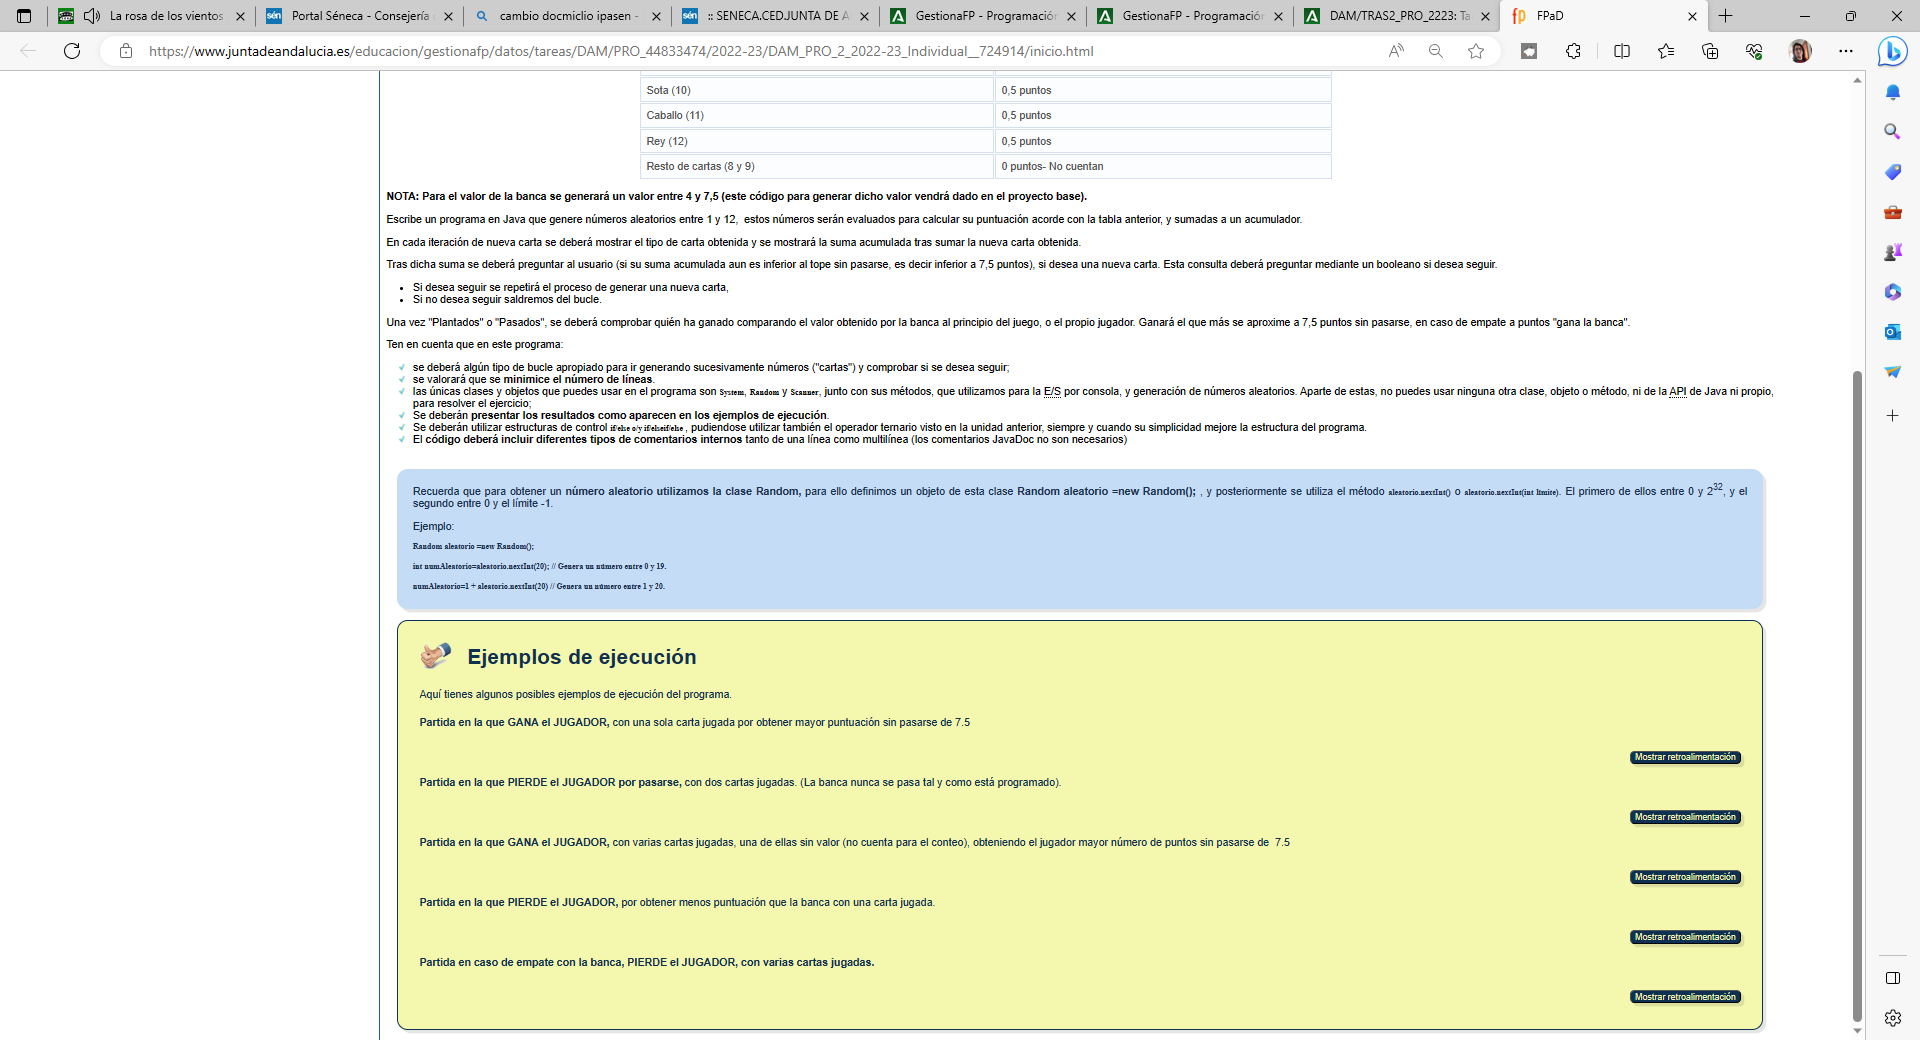 La rosa de los vientos
Portal Séneca - Consejería
cambio docmiclio ipasen -
:: SENECA.CEDJUNTA DE A
GestionaFP - Programación
GestionaFP - Programación
DAM/TRAS2_PRO_2223: Ta
FPaD
https://www.juntadeandalucia.es/educacion/gestionafp/datos/tareas/DAM/PRO_44833474/2022-23/DAM_PRO_2_2022-23_Individual__724914/inicio.html
Sota (10) 0,5 puntos
Caballo (11) 0,5 puntos
Rey (12) 0,5 puntos
Resto de cartas (8 y 9) 0 puntos- No cuentan
NOTA: Para el valor de la banca se generará un valor entre 4 y 7,5 (este código para generar dicho valor vendrá dado en el proyecto base).
Escribe un programa en Java que genere números aleatorios entre 1 y 12, estos números serán evaluados para calcular su puntuación acorde con la tabla anterior, y sumadas a un acumulador.
En cada iteración de nueva carta se deberá mostrar el tipo de carta obtenida y se mostrará la suma acumulada tras sumar la nueva carta obtenida.
Tras dicha suma se deberá preguntar al usuario (si su suma acumulada aun es inferior al tope sin pasarse, es decir inferior a 7,5 puntos), si desea una nueva carta. Esta consulta deberá preguntar mediante un booleano si desea seguir.
• Si desea seguir se repetirá el proceso de generar una nueva carta,
• Si no desea seguir saldremos del bucle.
Una vez "Plantados" o "Pasados", se deberá comprobar quién ha ganado comparando el valor obtenido por la banca al principio del juego, o el propio jugador. Ganará el que más se aproxime a 7,5 puntos sin pasarse, en caso de empate a puntos "gana la banca".
Ten en cuenta que en este programa:
se deberá algún tipo de bucle apropiado para ir generando sucesivamente números ("cartas") y comprobar si se desea seguir;
se valorará que se minimice el número de líneas.
las únicas clases y objetos que puedes usar en el programa son System, Random y Scanner, junto con sus métodos, que utilizamos para la E/S por consola, y generación de números aleatorios. Aparte de estas, no puedes usar ninguna otra clase, objeto o método, ni de la API de Java ni propio,
para resolver el ejercicio;
Se deberán presentar los resultados como aparecen en los ejemplos de ejecución.
Se deberán utilizar estructuras de control if/else o/y if/elseif/else , pudiendose utilizar también el operador ternario visto en la unidad anterior, siempre y cuando su simplicidad mejore la estructura del programa.
El código deberá incluir diferentes tipos de comentarios internos tanto de una línea como multilínea (los comentarios JavaDoc no son necesarios)
Recuerda que para obtener un número aleatorio utilizamos la clase Random, para ello definimos un objeto de esta clase Random aleatorio =new Random(); , y posteriormente se utiliza el método aleatorio.nextInt() o aleatorio.nextInt(int límite). El primero de ellos entre 0 y 2^32, y el
segundo entre 0 y el límite -1.
Ejemplo:
Random aleatorio =new Random();
int numAleatorio=aleatorio.nextInt(20); // Genera un número entre 0 y 19.
numAleatorio=1 + aleatorio.nextInt(20) // Genera un número entre 1 y 20.
Ejemplos de ejecución
Aquí tienes algunos posibles ejemplos de ejecución del programa.
Partida en la que GANA el JUGADOR, con una sola carta jugada por obtener mayor puntuación sin pasarse de 7.5
Mostrar retroalimentación
Partida en la que PIERDE el JUGADOR por pasarse, con dos cartas jugadas. (La banca nunca se pasa tal y como está programado).
Mostrar retroalimentación
Partida en la que GANA el JUGADOR, con varias cartas jugadas, una de ellas sin valor (no cuenta para el conteo), obteniendo el jugador mayor número de puntos sin pasarse de 7.5
Mostrar retroalimentación
Partida en la que PIERDE el JUGADOR, por obtener menos puntuación que la banca con una carta jugada.
Mostrar retroalimentación
Partida en caso de empate con la banca, PIERDE el JUGADOR, con varias cartas jugadas.
Mostrar retroalimentación